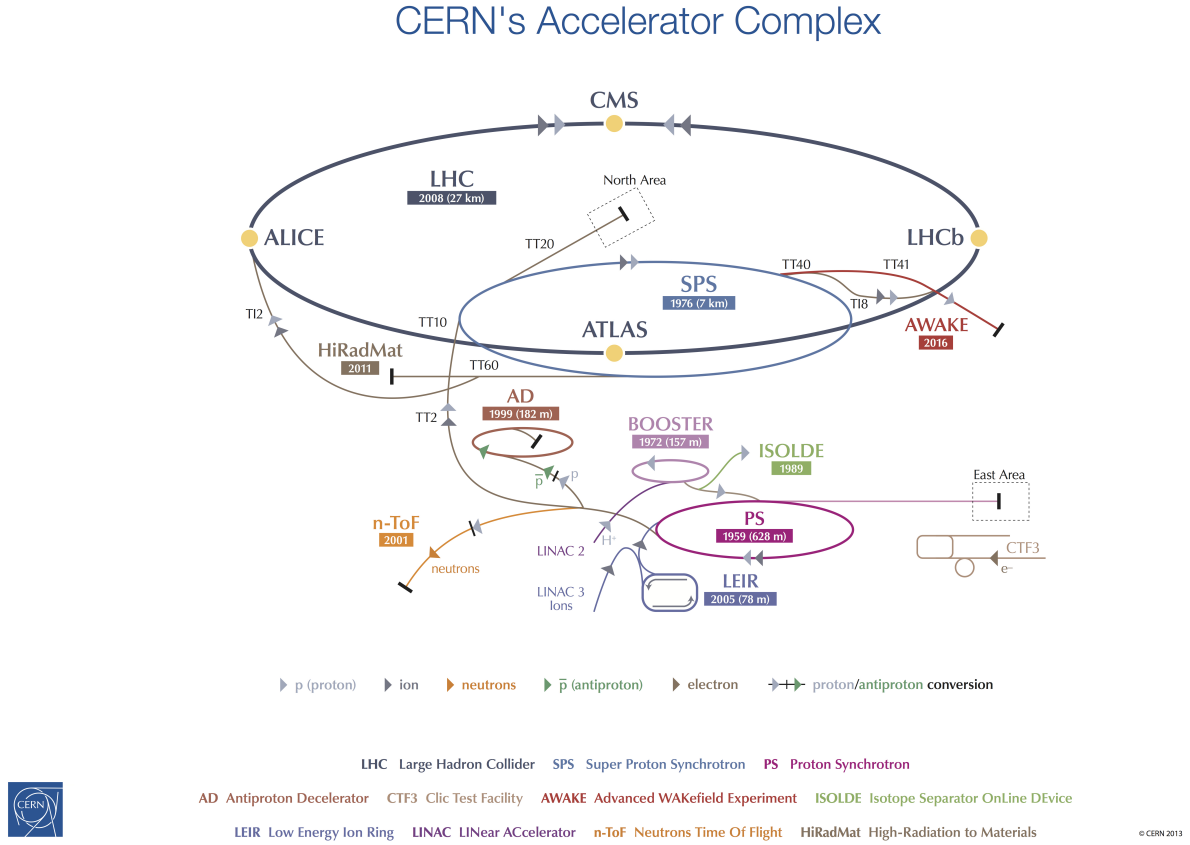 CERN's Accelerator Complex
CMS
LHC
2008 (27 km)
North Area
ALICE
LHCb
TT20
TT40
TT41
SPS
1976 (7 km)
TI8
TI2
TT10
ATLAS
AWAKE
2016
HiRadMat
2011
TT60
AD
1999 (182 m)
TT2
BOOSTER
1972 (157 m)
ISOLDE
1989
p
p̅
East Area
n-ToF
2001
PS
1959 (628 m)
H⁺
LINAC 2
CTF3
e–
neutrons
LEIR
2005 (78 m)
LINAC 3
Ions
p (proton) ion neutrons p̅ (antiproton) electron proton/antiproton conversion
LHC Large Hadron Collider SPS Super Proton Synchrotron PS Proton Synchrotron
AD Antiproton Decelerator CTF3 Clic Test Facility AWAKE Advanced WAKefield Experiment ISOLDE Isotope Separator OnLine DEvice
LEIR Low Energy Ion Ring LINAC LINear ACcelerator n-ToF Neutrons Time Of Flight HiRadMat High-Radiation to Materials
CERN
© CERN 2013